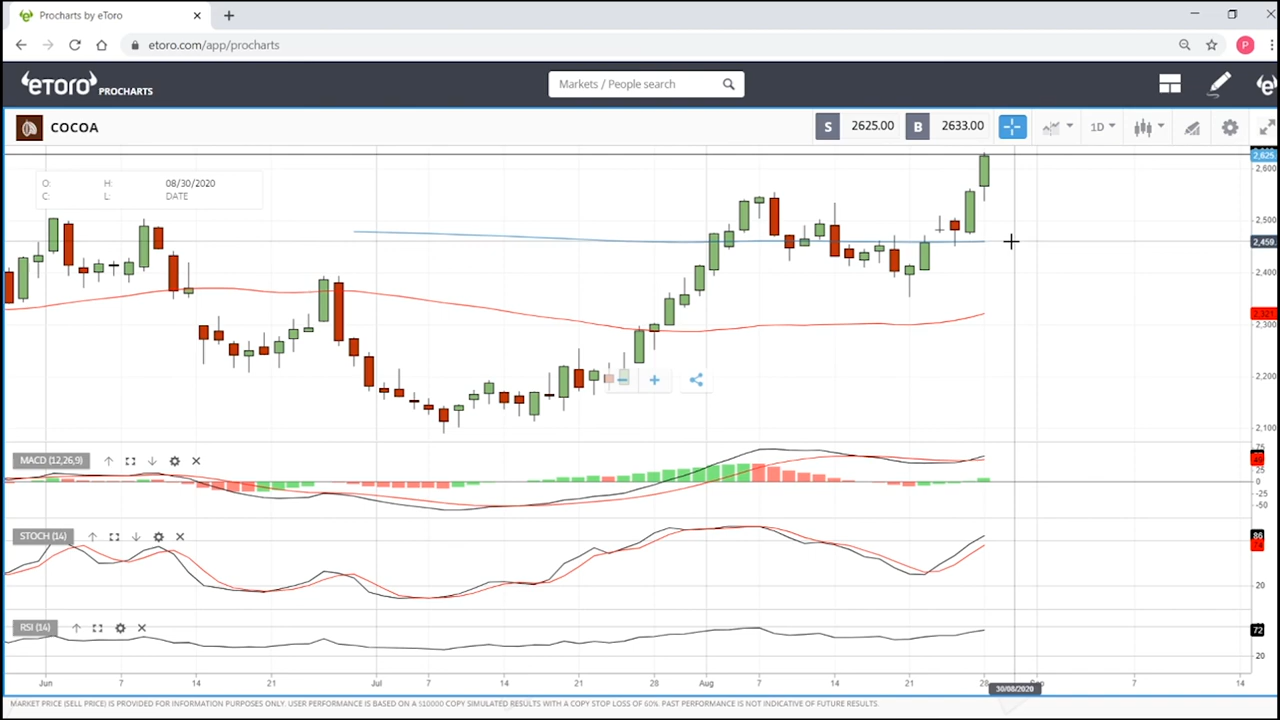 Procharts by eToro
etoro.com/app/procharts
P
eTORO PROCHARTS
Markets / People search
COCOA
S 2625.00 B 2633.00
1D
2,625
2,600
O: H: 08/30/2020
C: L: DATE
2,500
2,459
2,400
2,321
2,300
2,200
2,100
MACD (12,26,9)
75
25
0
-25
-50
STOCH (14)
86
20
RSI (14)
72
20
Jun 7 14 21 Jul 7 14 21 28 Aug 7 14 21 28 Sep 7 14
30/08/2020
MARKET PRICE (SELL PRICE) IS PROVIDED FOR INFORMATION PURPOSES ONLY. USER PERFORMANCE IS BASED ON A $10000 COPY SIMULATED RESULTS WITH A COPY STOP LOSS OF 60%. PAST PERFORMANCE IS NOT INDICATIVE OF FUTURE RESULTS.